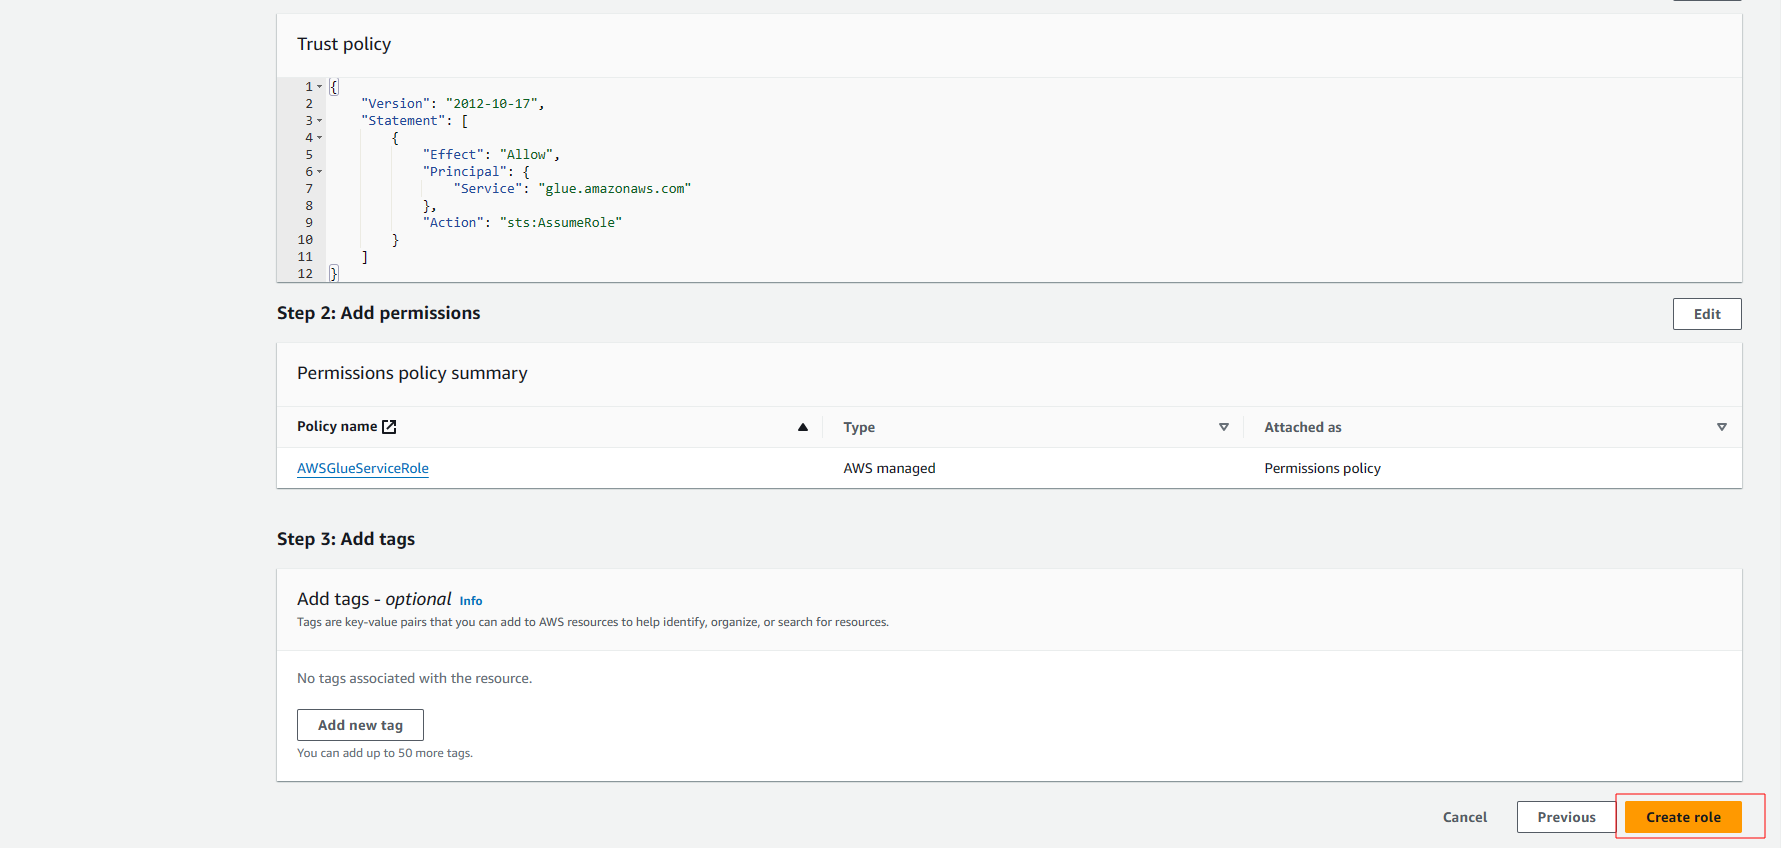 Trust policy
1 {
2 "Version": "2012-10-17",
3 "Statement": [
4 {
5 "Effect": "Allow",
6 "Principal": {
7 "Service": "glue.amazonaws.com"
8 },
9 "Action": "sts:AssumeRole"
10 }
11 ]
12 }
Step 2: Add permissions
Edit
Permissions policy summary
Policy name Type Attached as
AWSGlueServiceRole AWS managed Permissions policy
Step 3: Add tags
Add tags - optional Info
Tags are key-value pairs that you can add to AWS resources to help identify, organize, or search for resources.
No tags associated with the resource.
Add new tag
You can add up to 50 more tags.
Cancel Previous Create role